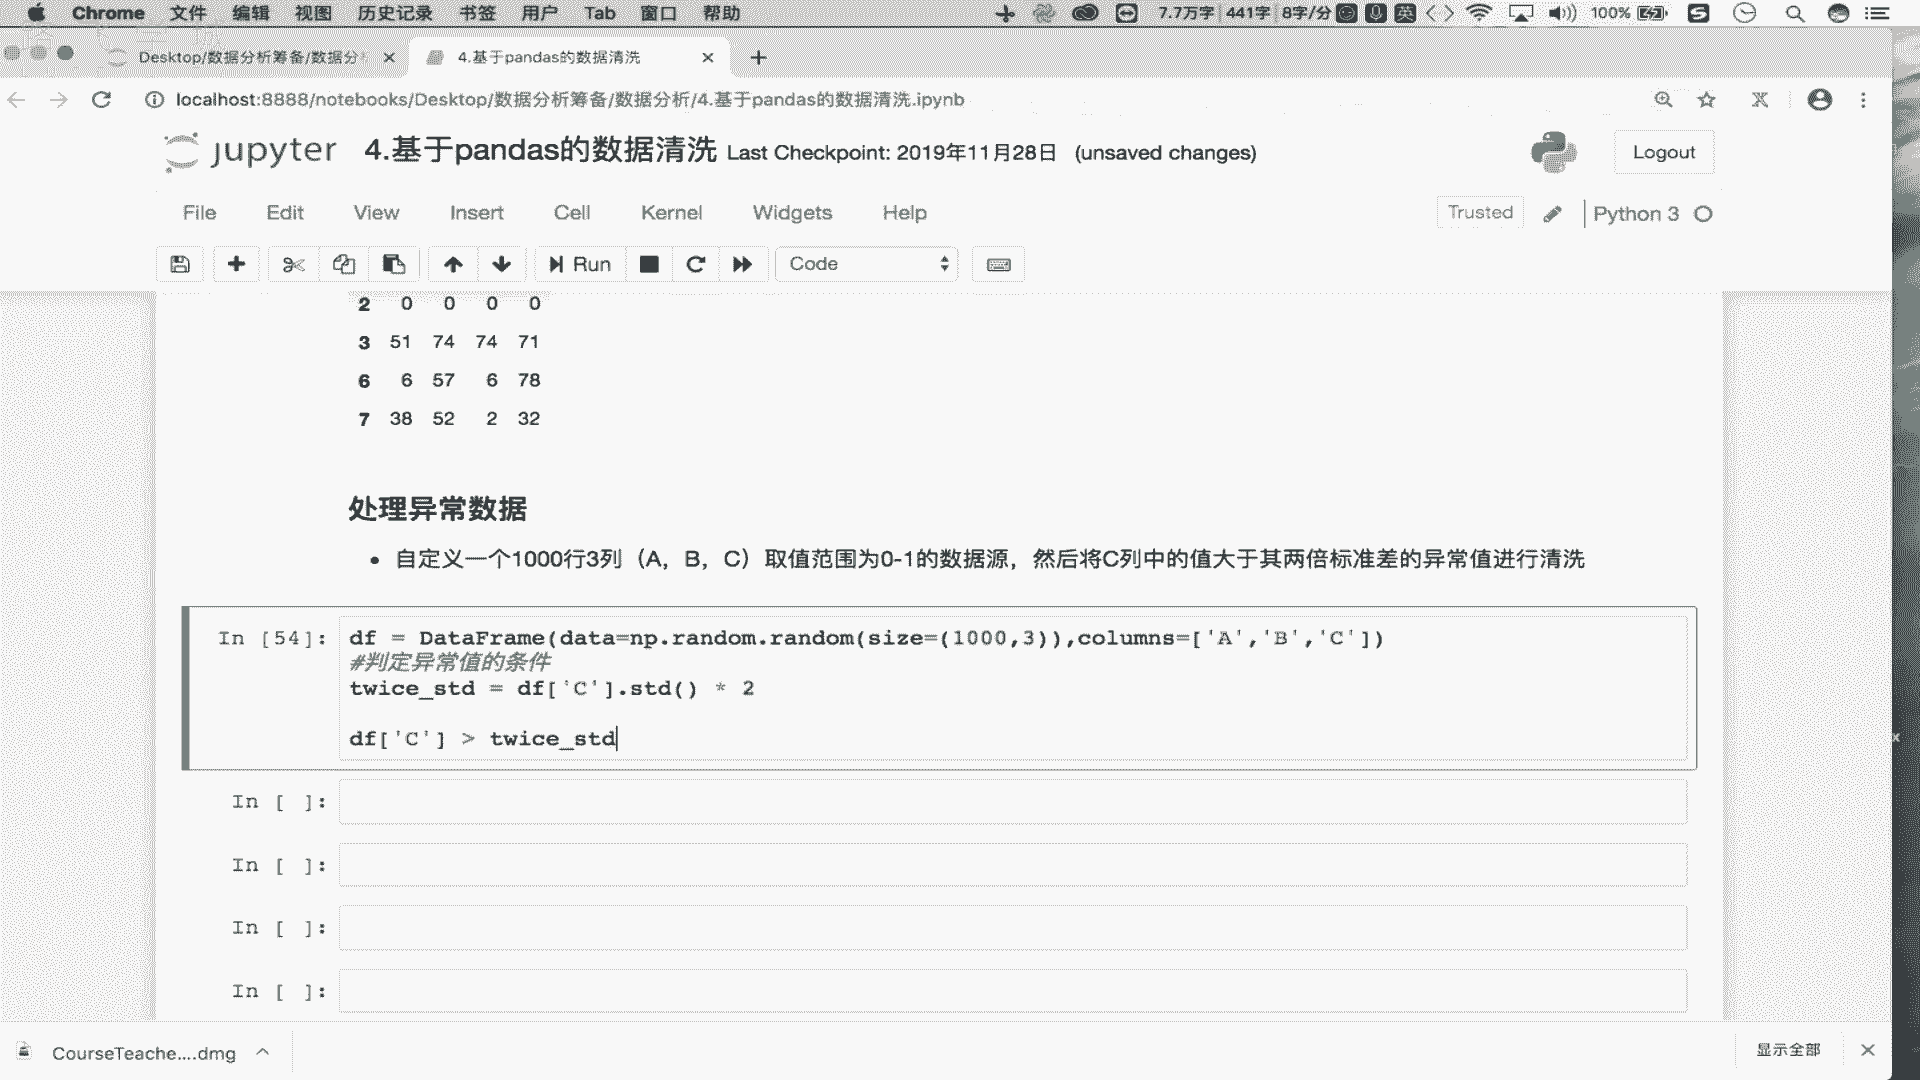 Chrome 文件 编辑 视图 历史记录 书签 用户 Tab 窗口 帮助 7.7万字 441字 8字/分 英 100%
Desktop/数据分析筹备/数据分 4.基于pandas的数据清洗
localhost:8888/notebooks/Desktop/数据分析筹备/数据分析/4.基于pandas的数据清洗.ipynb
jupyter 4.基于pandas的数据清洗 Last Checkpoint: 2019年11月28日 (unsaved changes) Logout
File Edit View Insert Cell Kernel Widgets Help Trusted Python 3
Run Code
2 0 0 0 0
3 51 74 74 71
6 6 57 6 78
7 38 52 2 32
处理异常数据
自定义一个1000行3列（A，B，C）取值范围为0-1的数据源，然后将C列中的值大于其两倍标准差的异常值进行清洗
In [54]: df = DataFrame(data=np.random.random(size=(1000,3)),columns=['A','B','C'])
#判定异常值的条件
twice_std = df['C'].std() * 2
df['C'] > twice_std
In [ ]:
In [ ]:
In [ ]:
In [ ]:
CourseTeache....dmg 显示全部